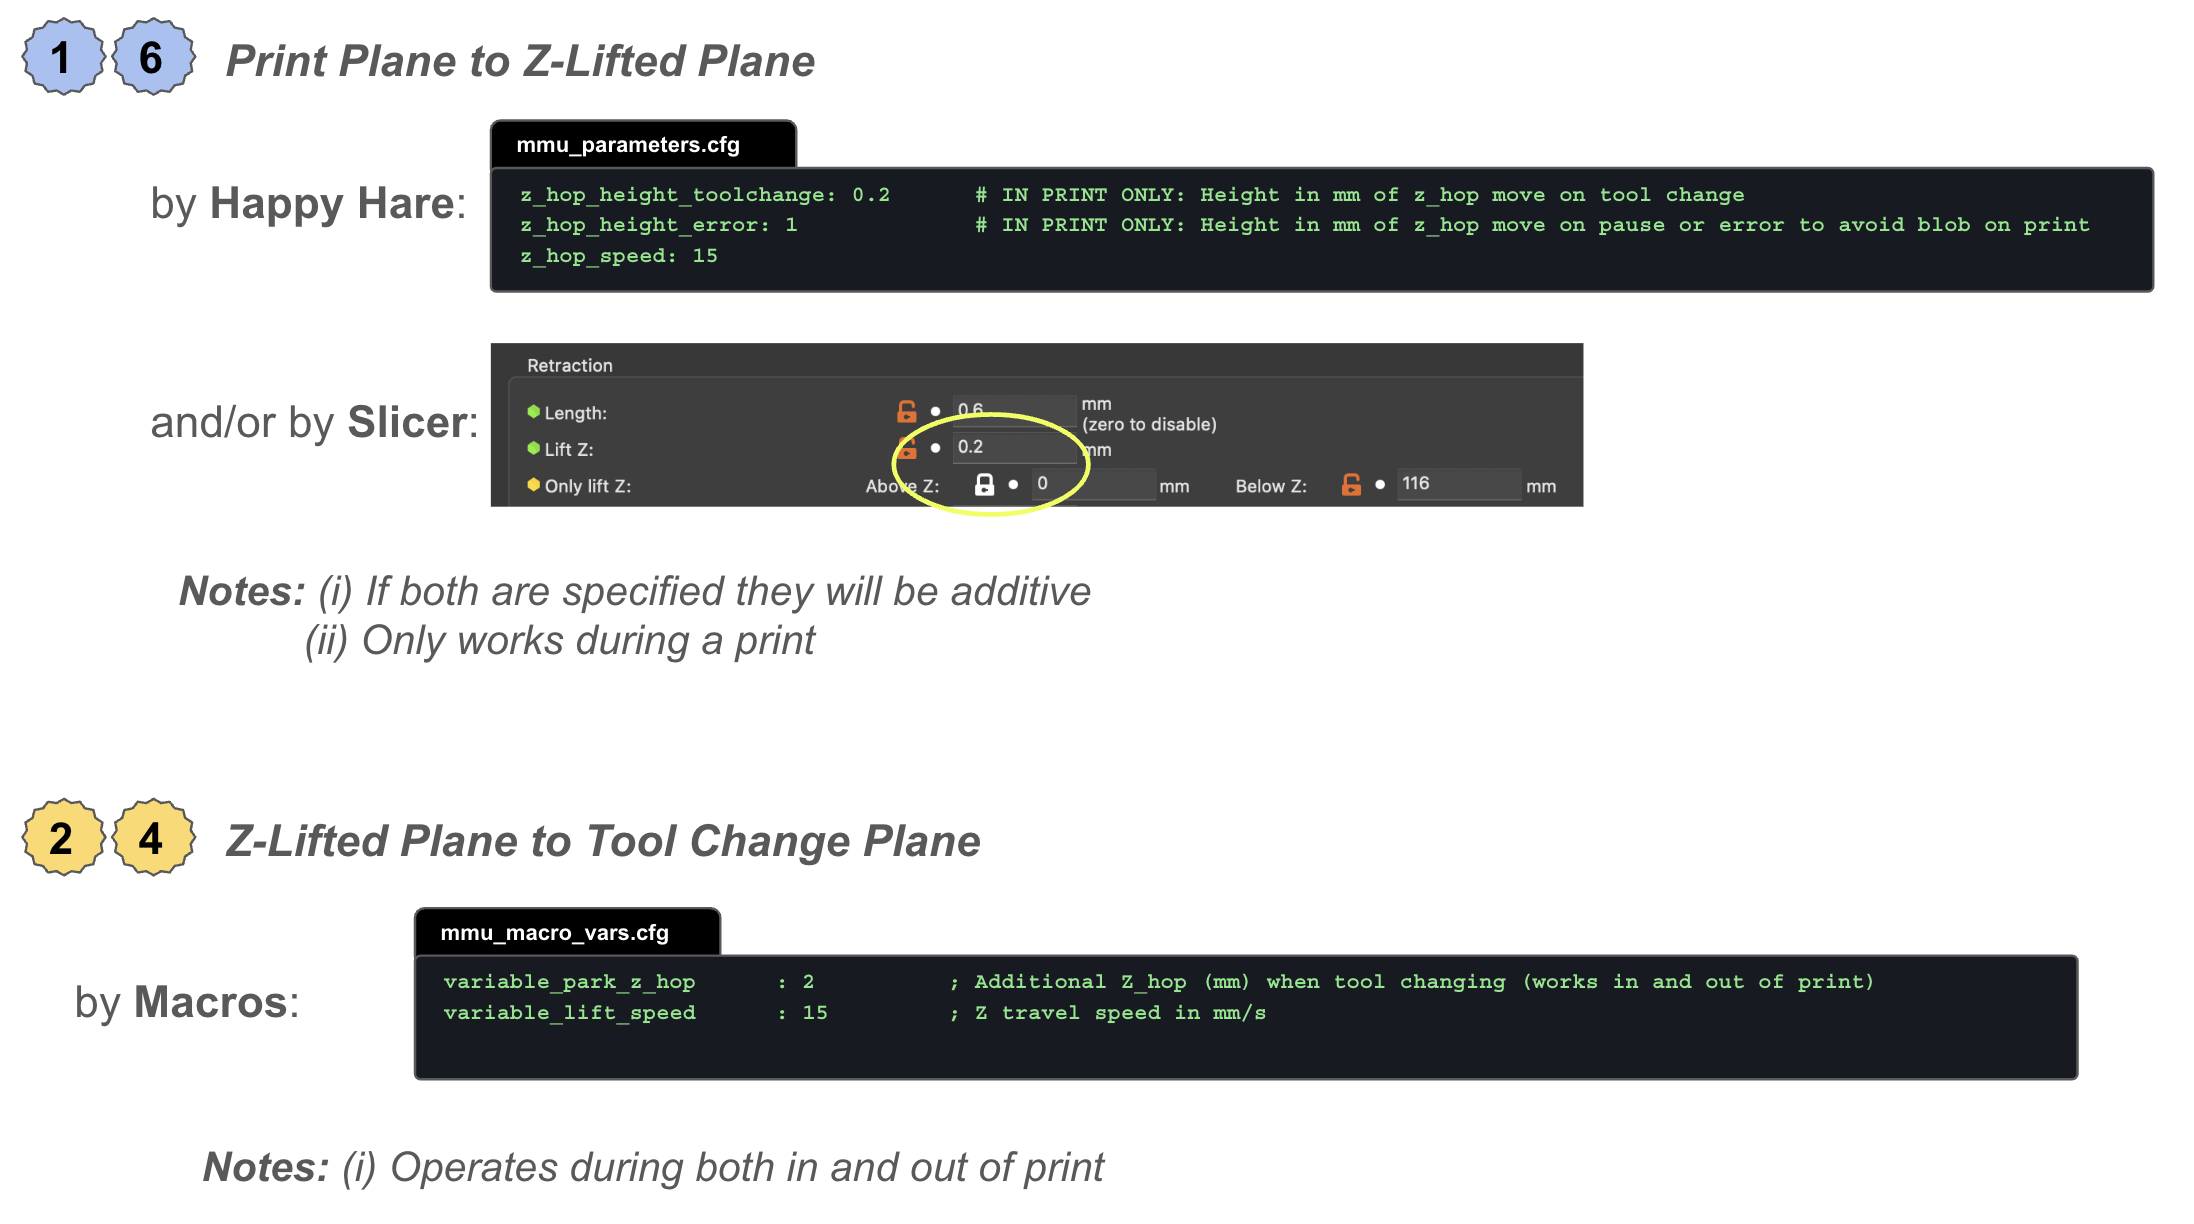 1 6 Print Plane to Z-Lifted Plane
mmu_parameters.cfg
by Happy Hare:
z_hop_height_toolchange: 0.2 # IN PRINT ONLY: Height in mm of z_hop move on tool change
z_hop_height_error: 1 # IN PRINT ONLY: Height in mm of z_hop move on pause or error to avoid blob on print
z_hop_speed: 15
and/or by Slicer:
Retraction
Length: 0.6 mm
(zero to disable)
Lift Z: 0.2 mm
Only lift Z: Above Z: 0 mm Below Z: 116 mm
Notes: (i) If both are specified they will be additive
(ii) Only works during a print
2 4 Z-Lifted Plane to Tool Change Plane
mmu_macro_vars.cfg
by Macros:
variable_park_z_hop : 2 ; Additional Z_hop (mm) when tool changing (works in and out of print)
variable_lift_speed : 15 ; Z travel speed in mm/s
Notes: (i) Operates during both in and out of print